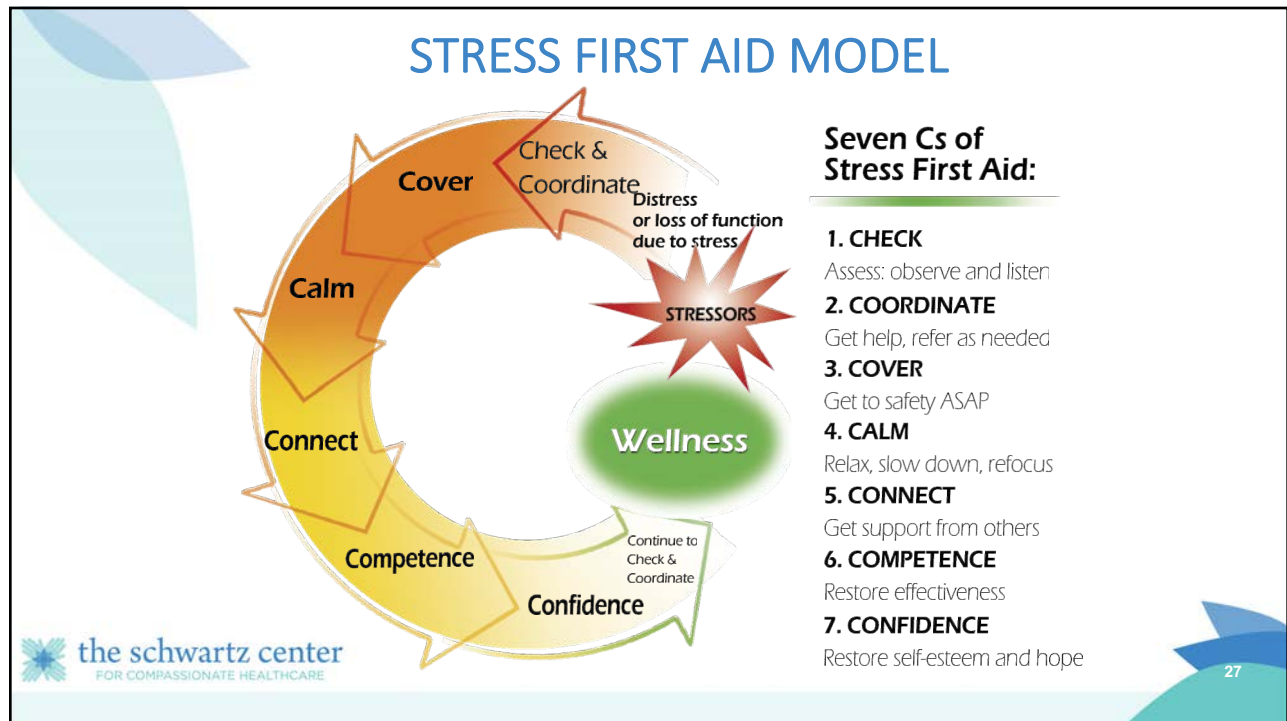 STRESS FIRST AID MODEL
Check &
Coordinate
Cover
Distress
or loss of function
due to stress
Calm
STRESSORS
Connect
Wellness
Competence
Continue to
Check &
Coordinate
Confidence
Seven Cs of
Stress First Aid:
1. CHECK
Assess: observe and listen
2. COORDINATE
Get help, refer as needed
3. COVER
Get to safety ASAP
4. CALM
Relax, slow down, refocus
5. CONNECT
Get support from others
6. COMPETENCE
Restore effectiveness
7. CONFIDENCE
Restore self-esteem and hope
the schwartz center
FOR COMPASSIONATE HEALTHCARE
27